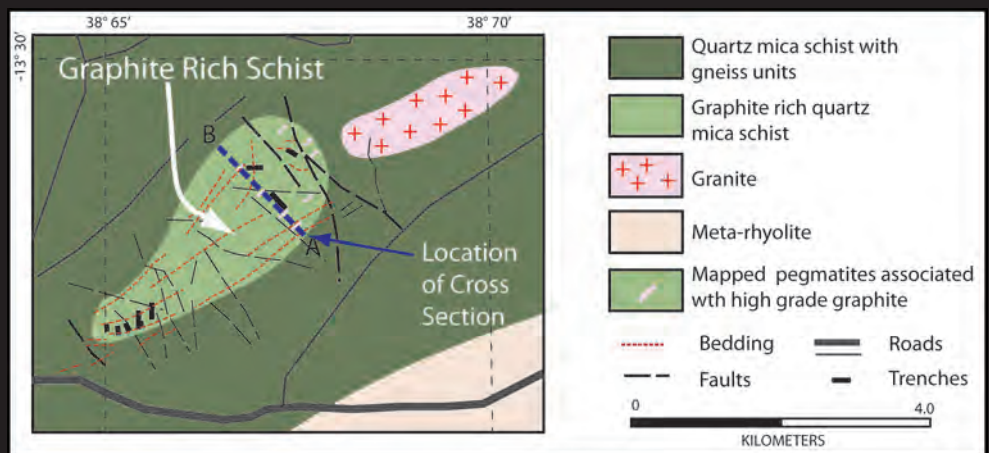 38° 65’
38° 70’
-13° 30’
Graphite Rich Schist
B
A
Location
of Cross
Section
Quartz mica schist with
gneiss units
Graphite rich quartz
mica schist
Granite
Meta-rhyolite
Mapped pegmatites associated
wth high grade graphite
Bedding
Roads
Faults
Trenches
0
4.0
KILOMETERS